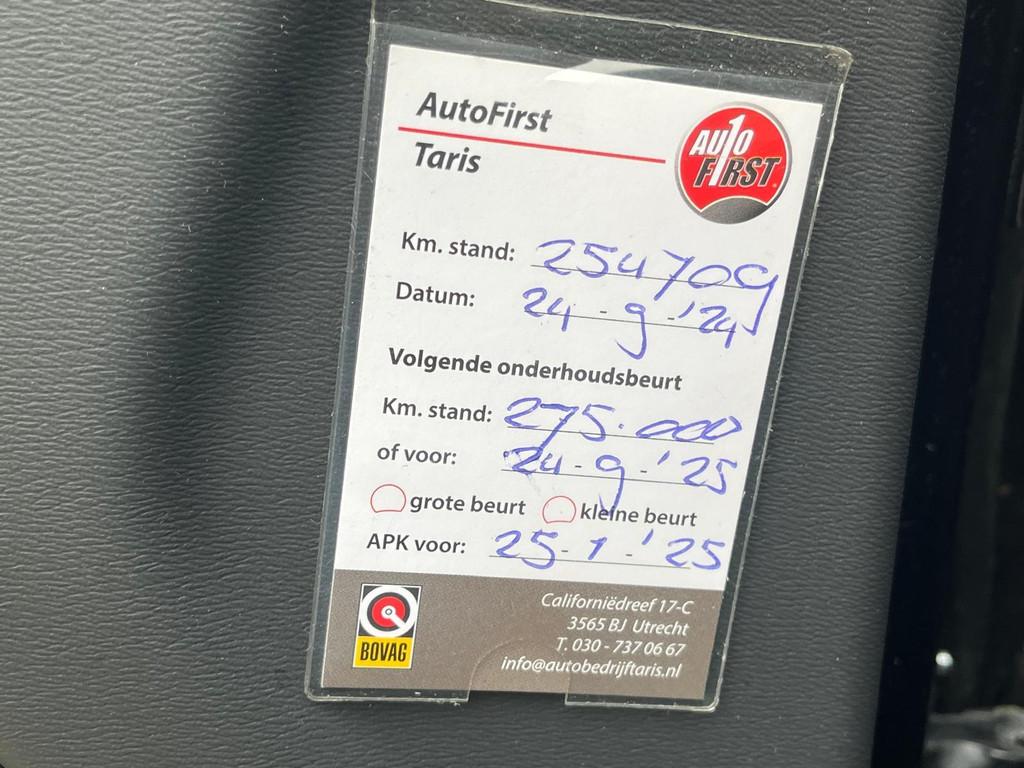 AutoFirst
Taris
AUTO
F1RST
Km. stand: 254709
Datum: 24-9-'24
Volgende onderhoudsbeurt
Km. stand: 275.000
of voor: 24-9-'25
grote beurt kleine beurt
APK voor: 25-1-'25
BOVAG
Californiëdreef 17-C
3565 BJ Utrecht
T. 030 - 737 06 67
info@autobedrijftaris.nl